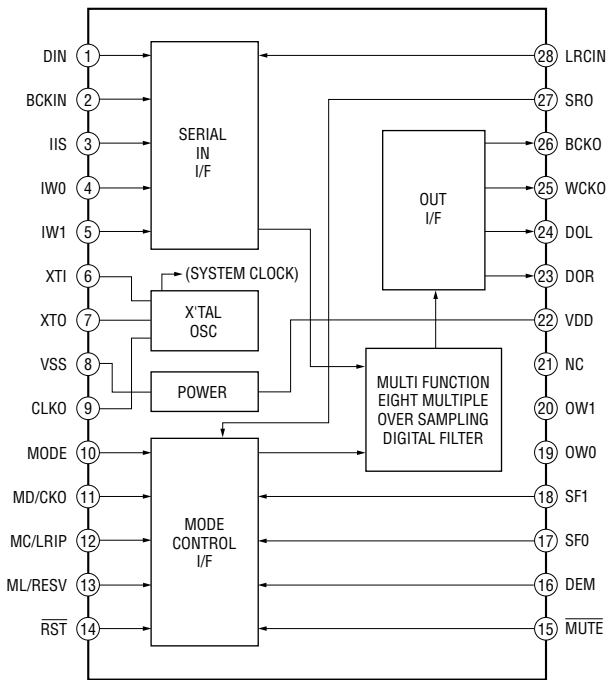 DIN 1
BCKIN 2
IIS 3
IW0 4
IW1 5
XTI 6
XTO 7
VSS 8
CLKO 9
MODE 10
MD/CKO 11
MC/LRIP 12
ML/RESV 13
RST 14
SERIAL
IN
I/F
(SYSTEM CLOCK)
X'TAL
OSC
POWER
MODE
CONTROL
I/F
OUT
I/F
MULTI FUNCTION
EIGHT MULTIPLE
OVER SAMPLING
DIGITAL FILTER
28 LRCIN
27 SRO
26 BCKO
25 WCKO
24 DOL
23 DOR
22 VDD
21 NC
20 OW1
19 OW0
18 SF1
17 SF0
16 DEM
15 MUTE